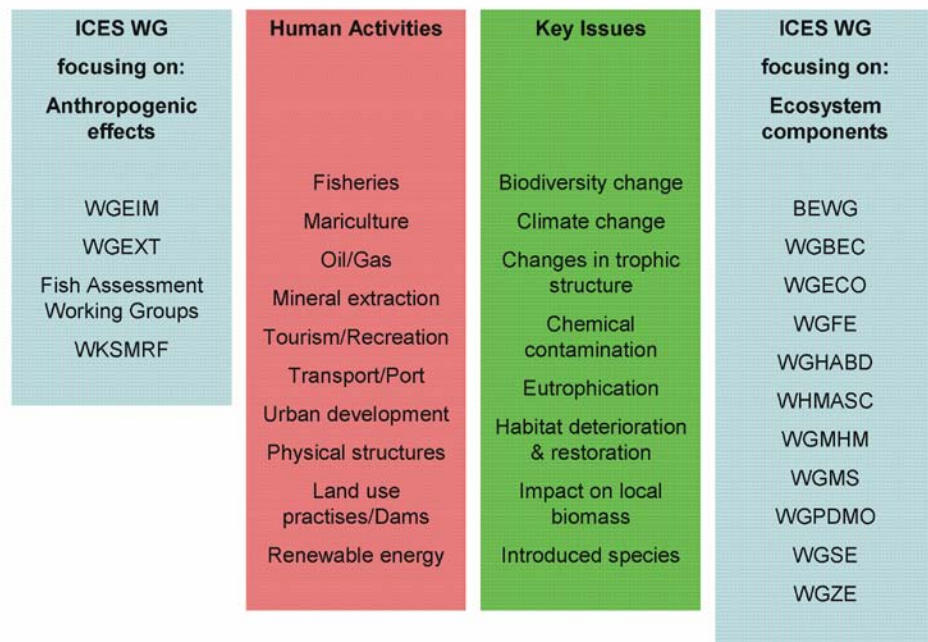 ICES WG
focusing on:
Anthropogenic
effects
WGEIM
WGEXT
Fish Assessment
Working Groups
WKSMRF
Human Activities
Fisheries
Mariculture
Oil/Gas
Mineral extraction
Tourism/Recreation
Transport/Port
Urban development
Physical structures
Land use
practises/Dams
Renewable energy
Key Issues
Biodiversity change
Climate change
Changes in trophic
structure
Chemical
contamination
Eutrophication
Habitat deterioration
& restoration
Impact on local
biomass
Introduced species
ICES WG
focusing on:
Ecosystem
components
BEWG
WGBEC
WGECO
WGFE
WGHABD
WHMASC
WGMHM
WGMS
WGPDMO
WGSE
WGZE